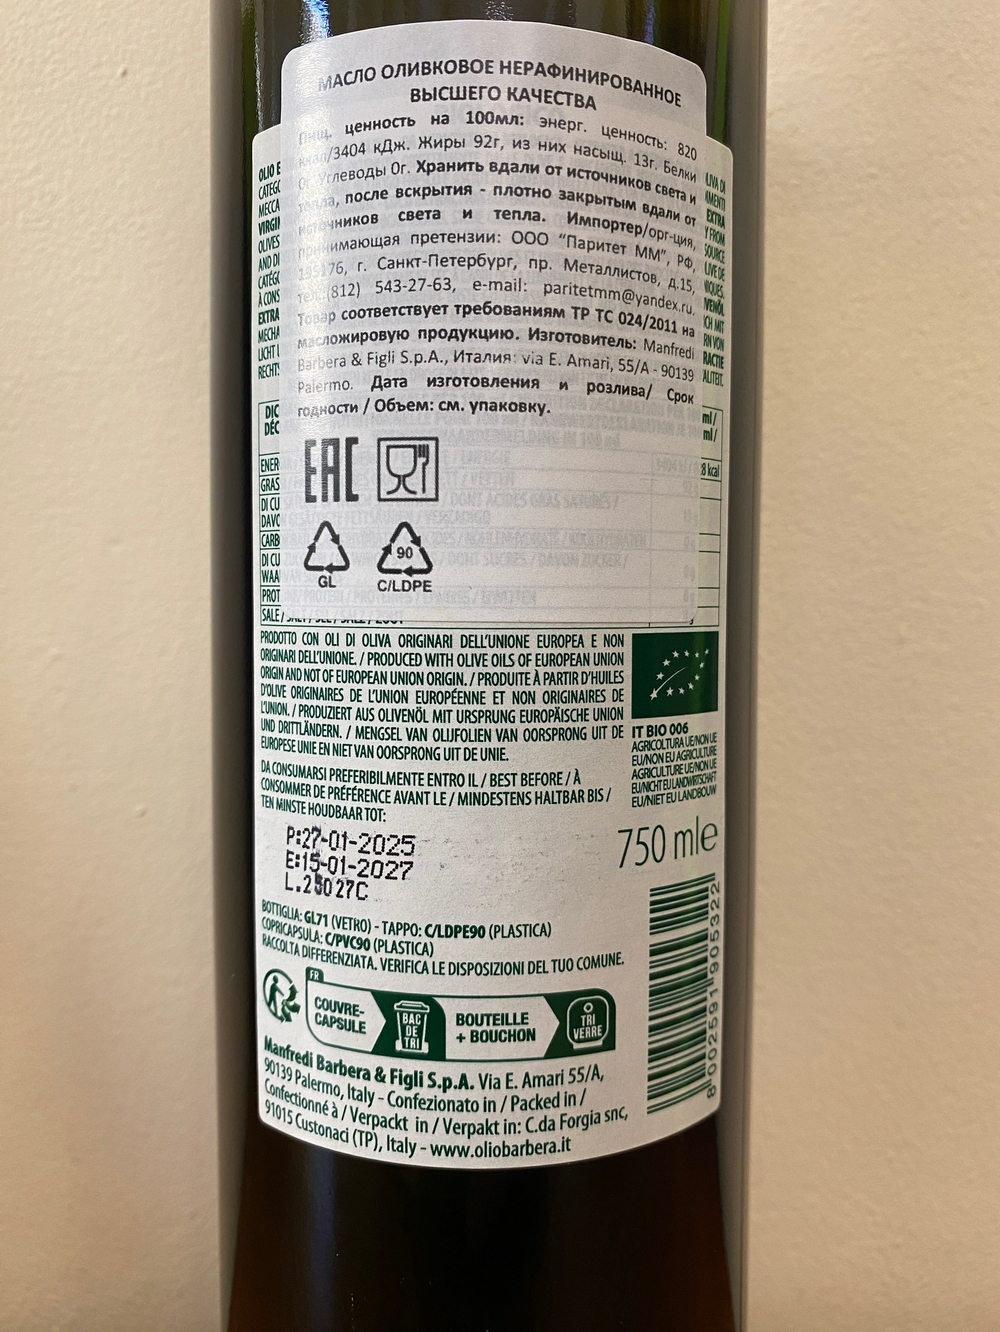 МАСЛО ОЛИВКОВОЕ НЕРАФИНИРОВАННОЕ
ВЫСШЕГО КАЧЕСТВА
Пищ. ценность на 100мл: энерг. ценность: 820
ккал/3404 кДж. Жиры 92г, из них насыщ. 13г. Белки
0г. Углеводы 0г. Хранить вдали от источников света и
тепла, после вскрытия - плотно закрытым вдали от
источников света и тепла. Импортер/орг-ция,
принимающая претензии: ООО "Паритет ММ", РФ,
г. Санкт-Петербург, пр. Металлистов, д.15,
тел.(812) 543-27-63, e-mail: paritetmm@yandex.ru.
Товар соответствует требованиям ТР ТС 024/2011 на
масложировую продукцию. Изготовитель: Manfredi
Barbera & Figli S.p.A., Италия: via E. Amari, 55/A - 90139
Palermo. Дата изготовления и розлива/ Срок
годности / Объем: см. упаковку.
EAC
GL
90
C/LDPE
PRODOTTO CON OLI DI OLIVA ORIGINARI DELL'UNIONE EUROPEA E NON
ORIGINARI DELL'UNIONE. / PRODUCED WITH OLIVE OILS OF EUROPEAN UNION
ORIGIN AND NOT OF EUROPEAN UNION ORIGIN. / PRODUITE À PARTIR D'HUILES
D'OLIVE ORIGINAIRES DE L'UNION EUROPÉENNE ET NON ORIGINAIRES DE
L'UNION. / PRODUZIERT AUS OLIVENÖL MIT URSPRUNG EUROPÄISCHE UNION
UND DRITTLÄNDERN. / MENGSEL VAN OLIJFOLIEN VAN OORSPRONG UIT DE
EUROPESE UNIE EN NIET VAN OORSPRONG UIT DE UNIE.
IT BIO 006
AGRICOLTURA UE/NON UE
EU/NON EU AGRICULTURE
AGRICULTURE UE/NON UE
EU/NICHT EU LANDWIRTSCHAFT
EU/NIET EU LANDBOUW
DA CONSUMARSI PREFERIBILMENTE ENTRO IL / BEST BEFORE / À
CONSOMMER DE PRÉFÉRENCE AVANT LE / MINDESTENS HALTBAR BIS /
TEN MINSTE HOUDBAAR TOT:
P:27-01-2025
E:15-01-2027
L.25027C
750 ml e
BOTTIGLIA: GL71 (VETRO) - TAPPO: C/LDPE90 (PLASTICA)
COPRICAPSULA: C/PVC90 (PLASTICA)
RACCOLTA DIFFERENZIATA. VERIFICA LE DISPOSIZIONI DEL TUO COMUNE.
FR
COUVRE-
CAPSULE
BAC
DE
TRI
BOUTEILLE
+ BOUCHON
TRI
VERRE
8 002591 905322
Manfredi Barbera & Figli S.p.A. Via E. Amari 55/A,
90139 Palermo, Italy - Confezionato in / Packed in /
Confectionné à / Verpackt in / Verpakt in: C.da Forgia snc,
91015 Custonaci (TP), Italy - www.oliobarbera.it